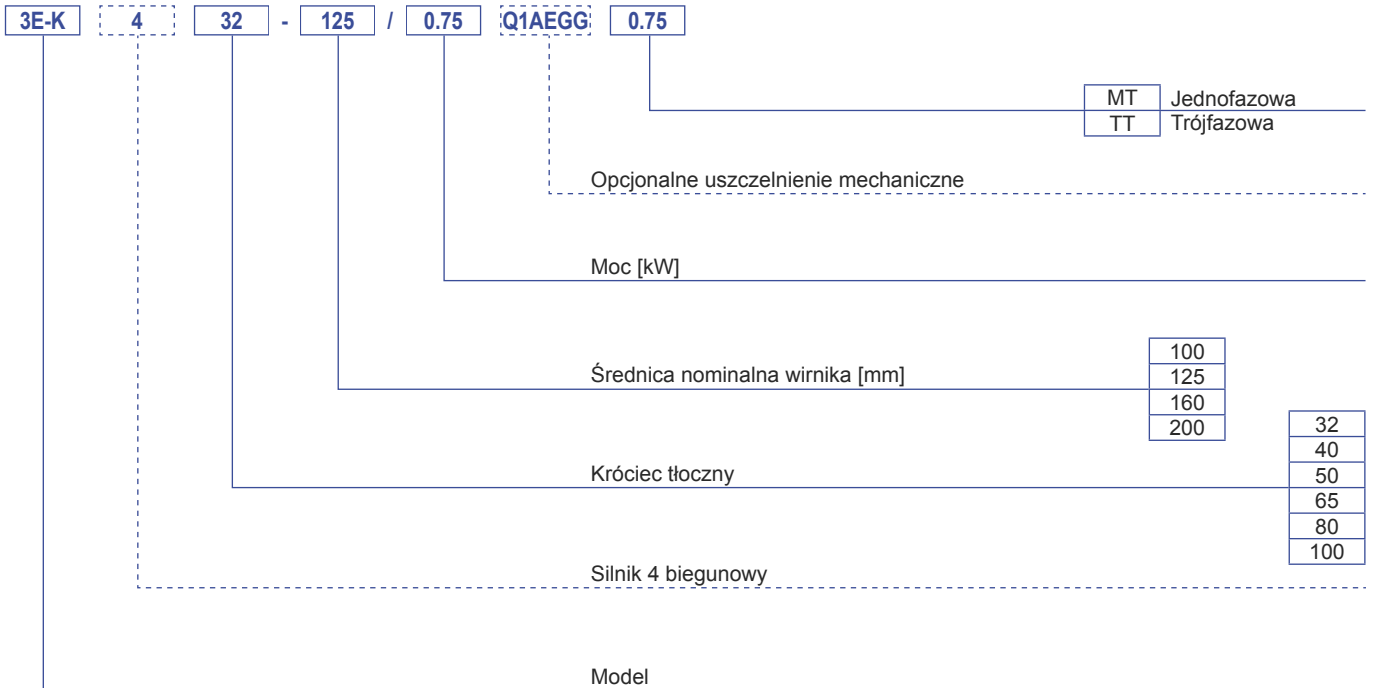 3E-K 4 32 - 125 / 0.75 Q1AEGG 0.75
MT Jednofazowa
TT Trójfazowa
Opcjonalne uszczelnienie mechaniczne
Moc [kW]
Średnica nominalna wirnika [mm]
100
125
160
200
Króciec tłoczny
32
40
50
65
80
100
Silnik 4 biegunowy
Model